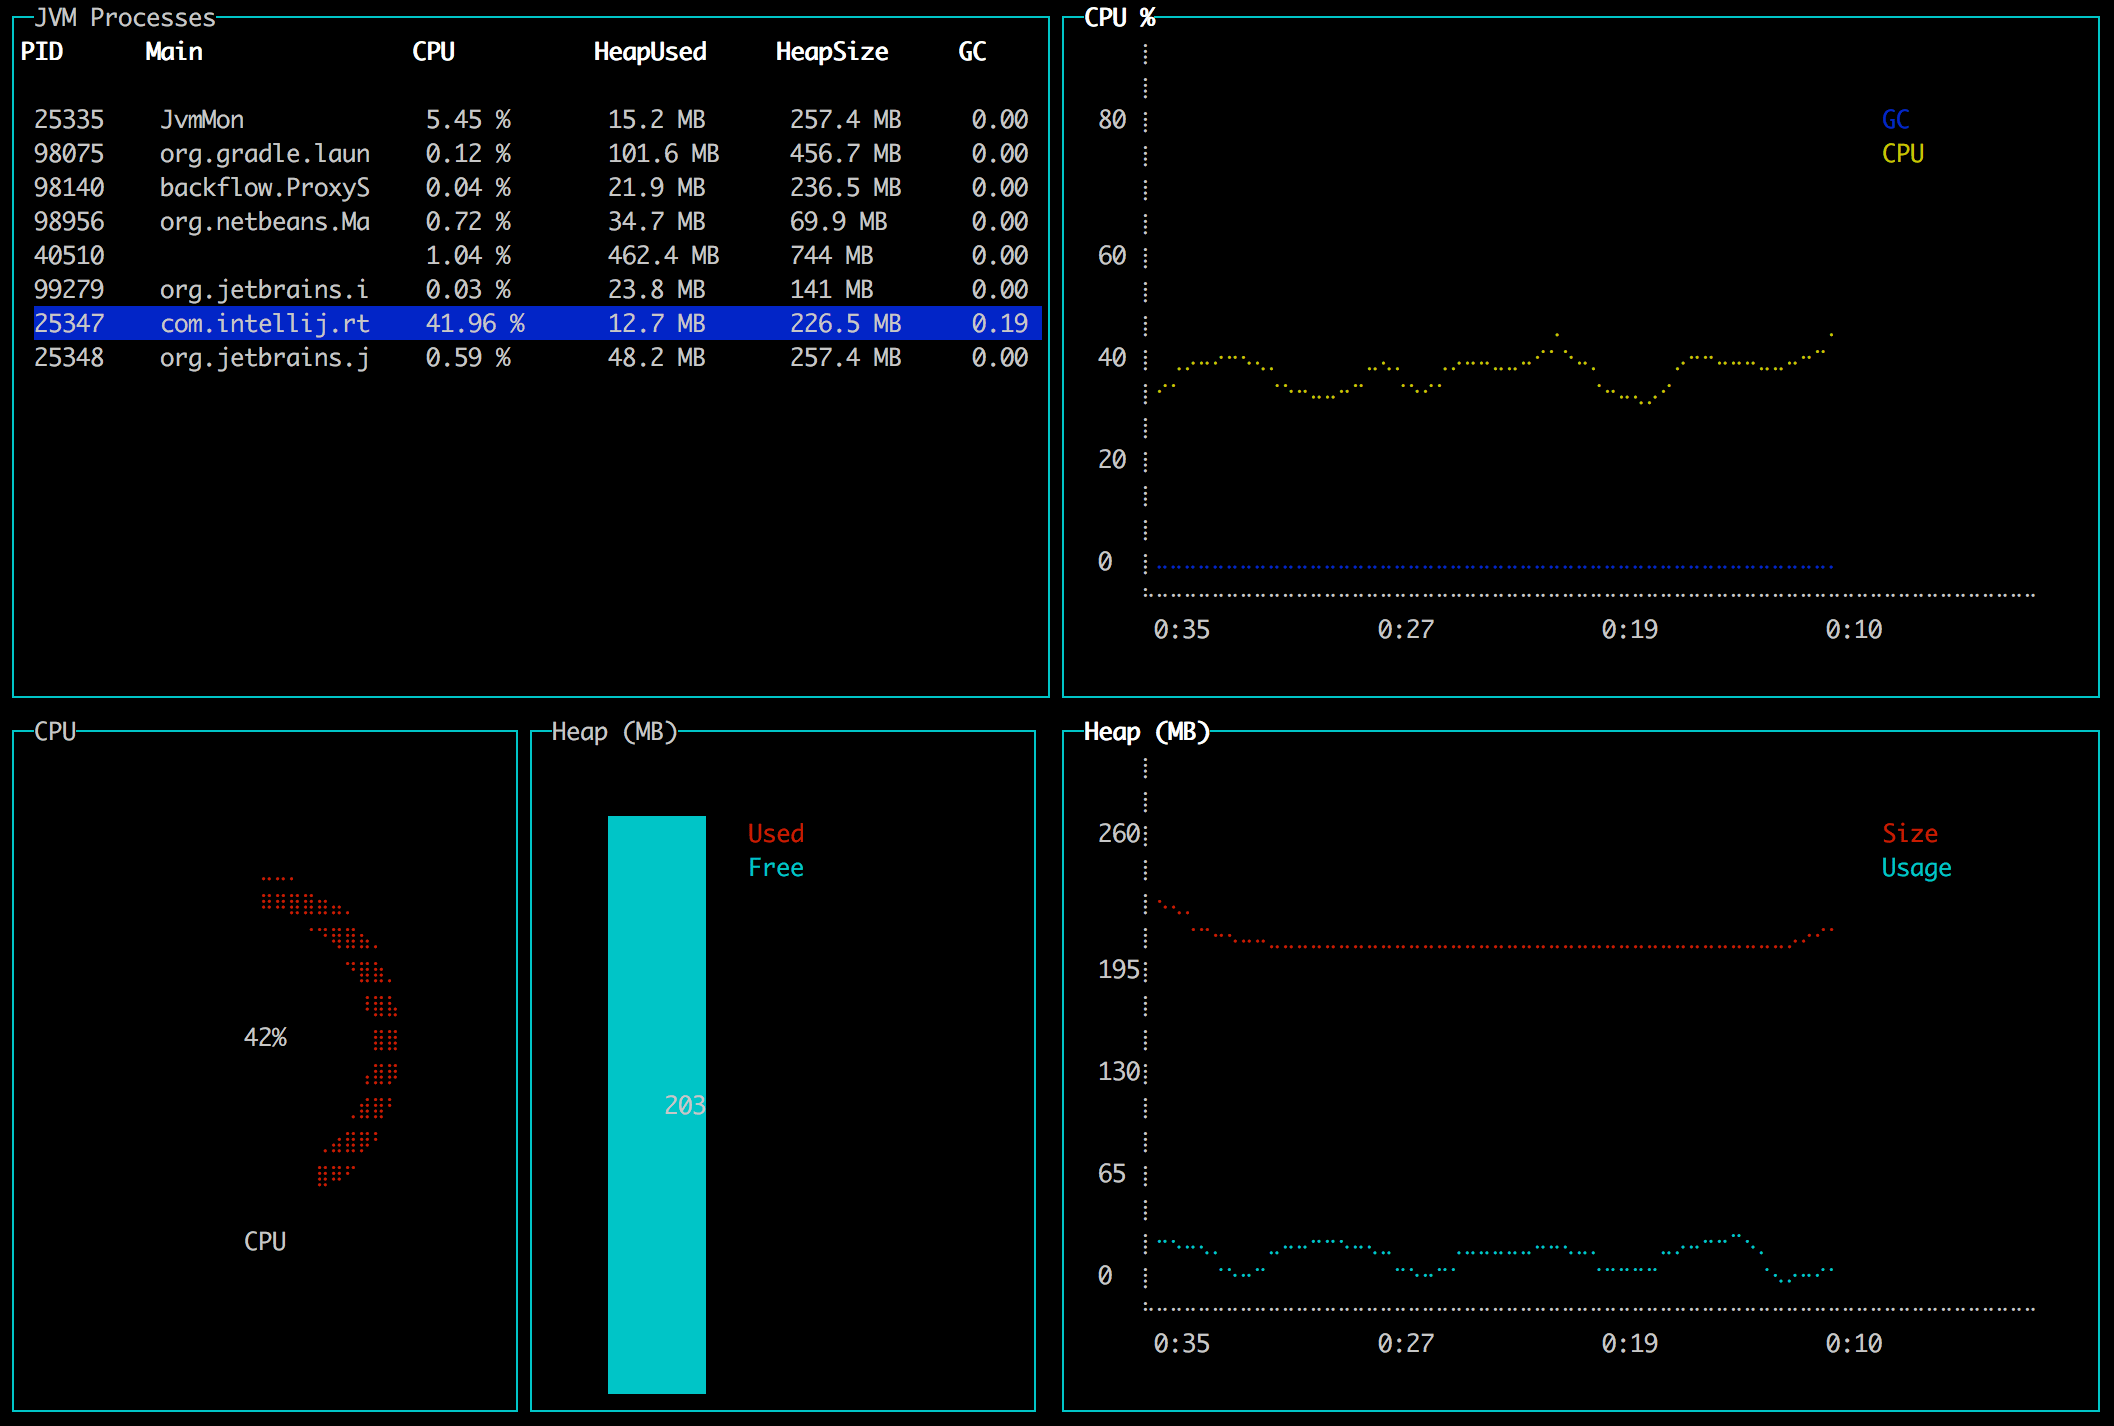 JVM Processes
PID Main CPU HeapUsed HeapSize GC
25335 JvmMon 5.45 % 15.2 MB 257.4 MB 0.00
98075 org.gradle.laun 0.12 % 101.6 MB 456.7 MB 0.00
98140 backflow.ProxyS 0.04 % 21.9 MB 236.5 MB 0.00
98956 org.netbeans.Ma 0.72 % 34.7 MB 69.9 MB 0.00
40510 1.04 % 462.4 MB 744 MB 0.00
99279 org.jetbrains.i 0.03 % 23.8 MB 141 MB 0.00
25347 com.intellij.rt 41.96 % 12.7 MB 226.5 MB 0.19
25348 org.jetbrains.j 0.59 % 48.2 MB 257.4 MB 0.00
CPU %
80
60
40
20
0
GC
CPU
0:35 0:27 0:19 0:10
CPU
42%
CPU
Heap (MB)
Used
Free
203
Heap (MB)
260
195
130
65
0
Size
Usage
0:35 0:27 0:19 0:10